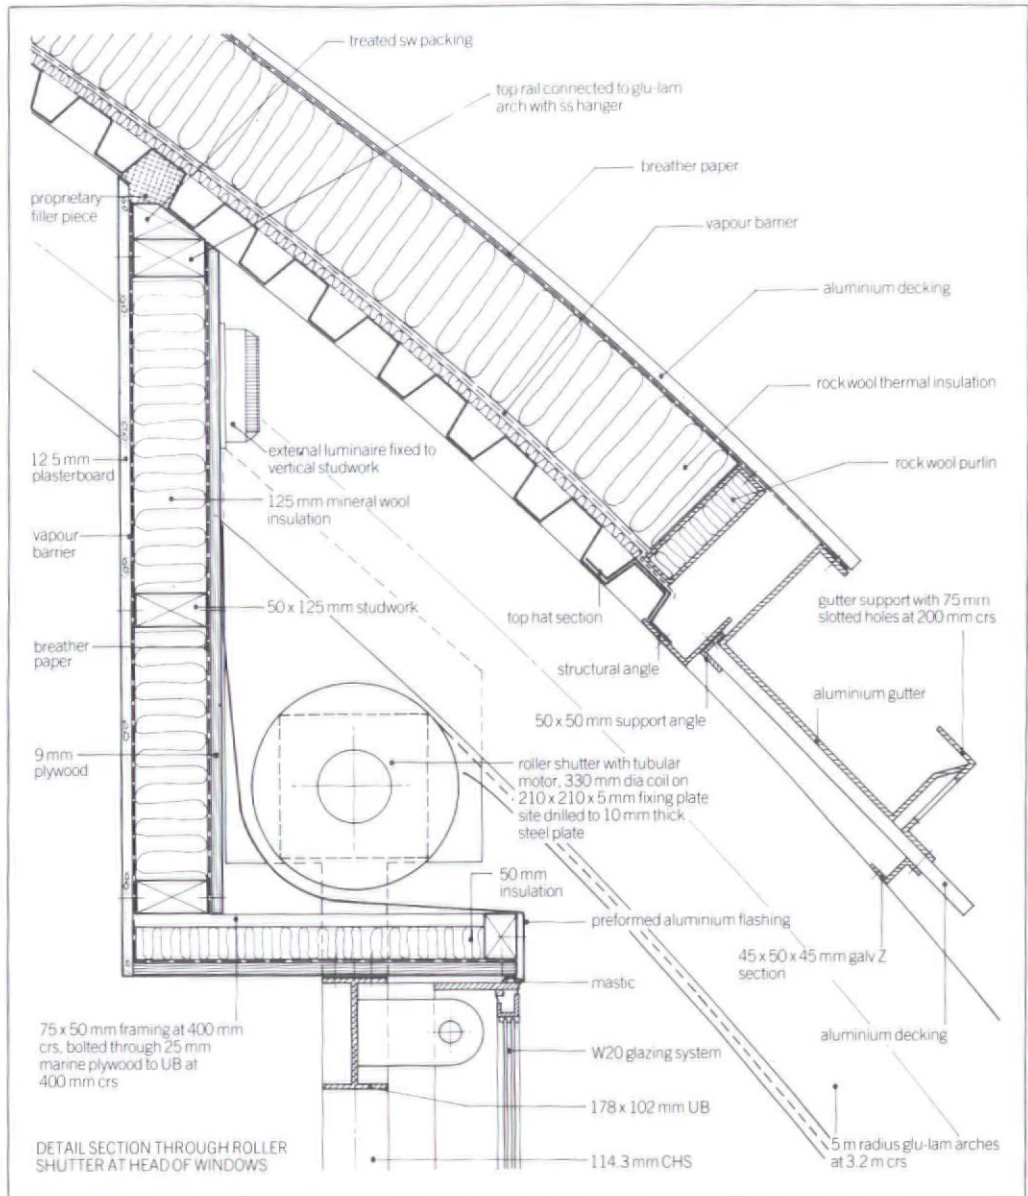 treated sw packing
top rail connected to glu-lam
arch with ss hanger
breather paper
proprietary
filler piece
vapour barrier
aluminium decking
rockwool thermal insulation
rockwool purlin
external luminaire fixed to
vertical studwork
12.5 mm
plasterboard
125 mm mineral wool
insulation
vapour
barrier
50 x 125 mm studwork
top hat section
gutter support with 75 mm
slotted holes at 200 mm crs
breather
paper
structural angle
aluminium gutter
50 x 50 mm support angle
9 mm
plywood
roller shutter with tubular
motor, 330 mm dia coil on
210 x 210 x 5 mm fixing plate
site drilled to 10 mm thick
steel plate
50 mm
insulation
preformed aluminium flashing
45 x 50 x 45 mm galv Z
section
mastic
75 x 50 mm framing at 400 mm
crs, bolted through 25 mm
marine plywood to UB at
400 mm crs
aluminium decking
W20 glazing system
178 x 102 mm UB
DETAIL SECTION THROUGH ROLLER
SHUTTER AT HEAD OF WINDOWS
114.3 mm CHS
5 m radius glu-lam arches
at 3.2 m crs